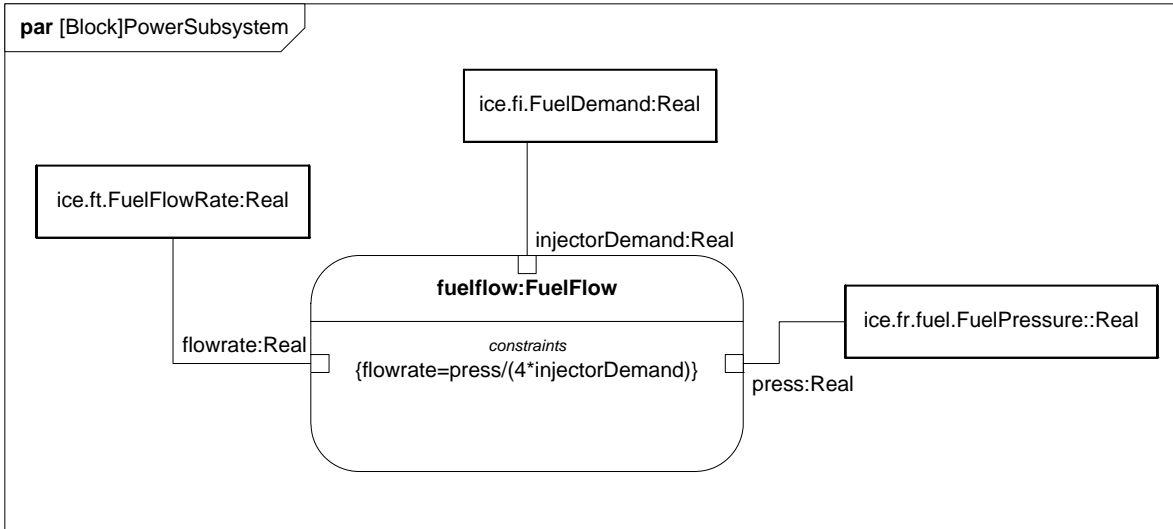 par [Block]PowerSubsystem
ice.fi.FuelDemand:Real
ice.ft.FuelFlowRate:Real
injectorDemand:Real
fuelflow:FuelFlow
ice.fr.fuel.FuelPressure::Real
flowrate:Real
constraints
{flowrate=press/(4*injectorDemand)}
press:Real